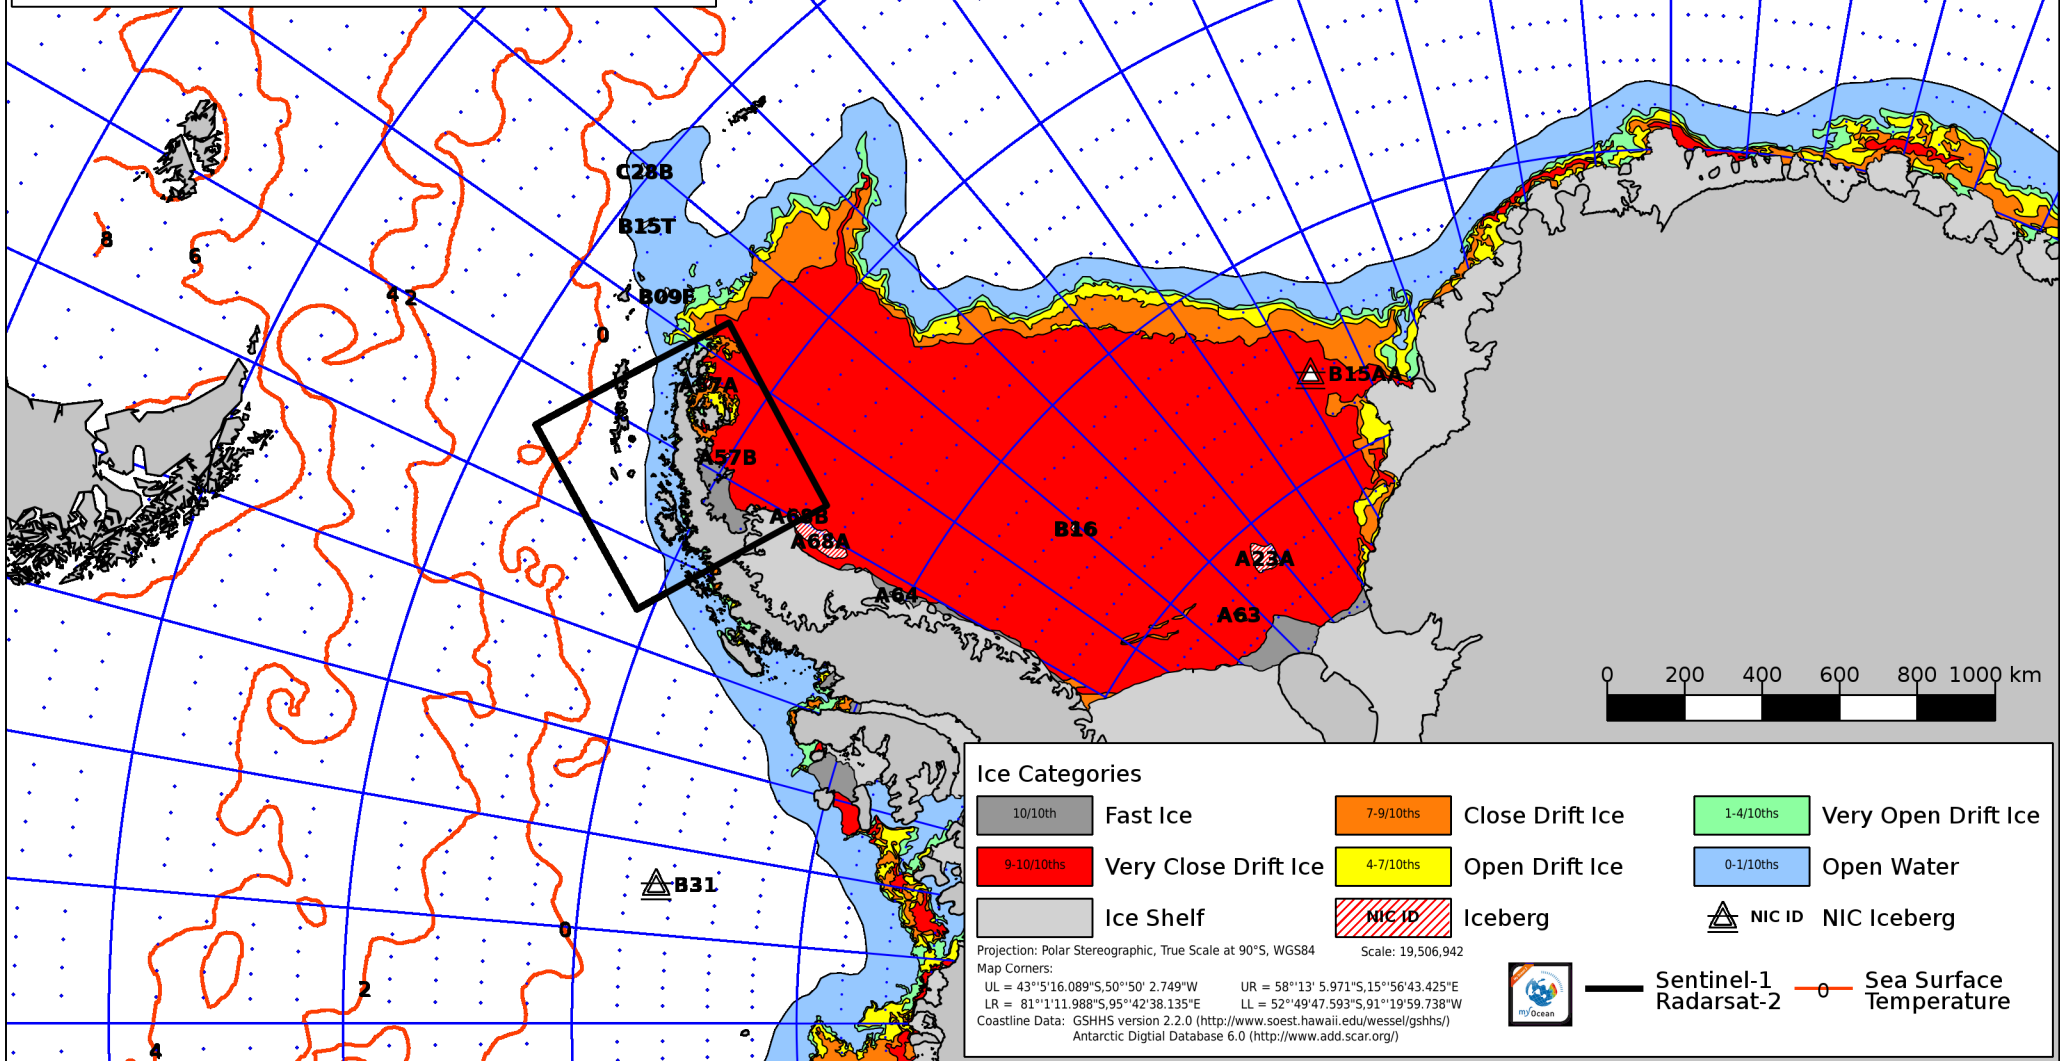 C28B
B15T
8
6
4 2
B09F
0
B15AA
A57B
A68B
B16
A68A
A23A
A64
A63
0 200 400 600 800 1000 km
Ice Categories
10/10th Fast Ice 7-9/10ths Close Drift Ice 1-4/10ths Very Open Drift Ice
9-10/10ths Very Close Drift Ice 4-7/10ths Open Drift Ice 0-1/10ths Open Water
B31
Ice Shelf NIC ID Iceberg NIC ID NIC Iceberg
0
Projection: Polar Stereographic, True Scale at 90°S, WGS84 Scale: 19,506,942
Map Corners:
UL = 43°'5'16.089"S,50°'50' 2.749"W UR = 58°'13' 5.971"S,15°'56'43.425"E
LR = 81°'1'11.988"S,95°'42'38.135"E LL = 52°'49'47.593"S,91°'19'59.738"W
Coastline Data: GSHHS version 2.2.0 (http://www.soest.hawaii.edu/wessel/gshhs/)
Antarctic Digtial Database 6.0 (http://www.add.scar.org/)
my Ocean
Sentinel-1
Radarsat-2
0
Sea Surface
Temperature
2
4